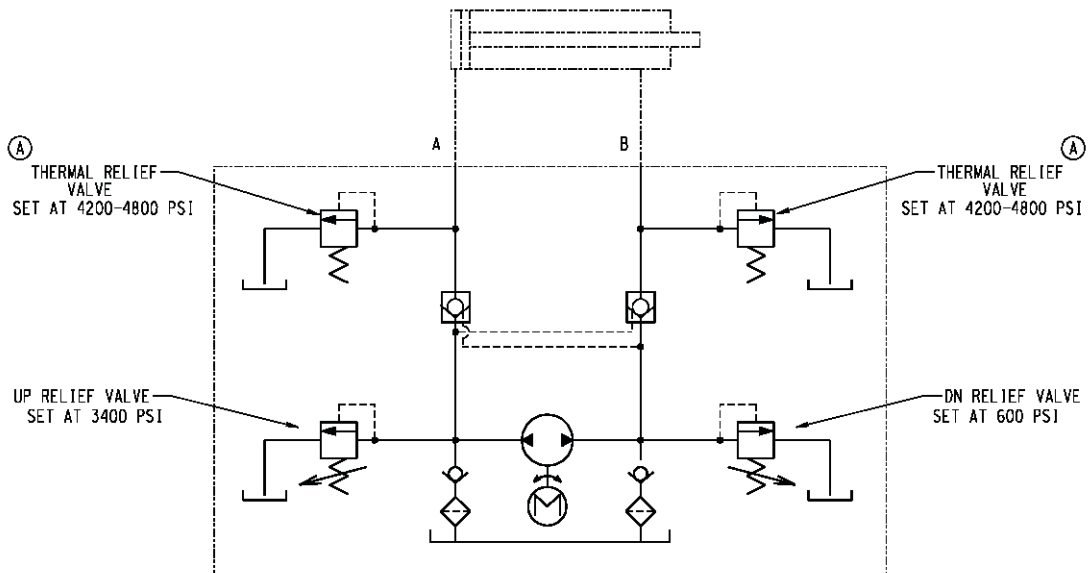 A B
Ⓐ Ⓐ
THERMAL RELIEF
VALVE
SET AT 4200-4800 PSI
THERMAL RELIEF
VALVE
SET AT 4200-4800 PSI
UP RELIEF VALVE
SET AT 3400 PSI
DN RELIEF VALVE
SET AT 600 PSI
M